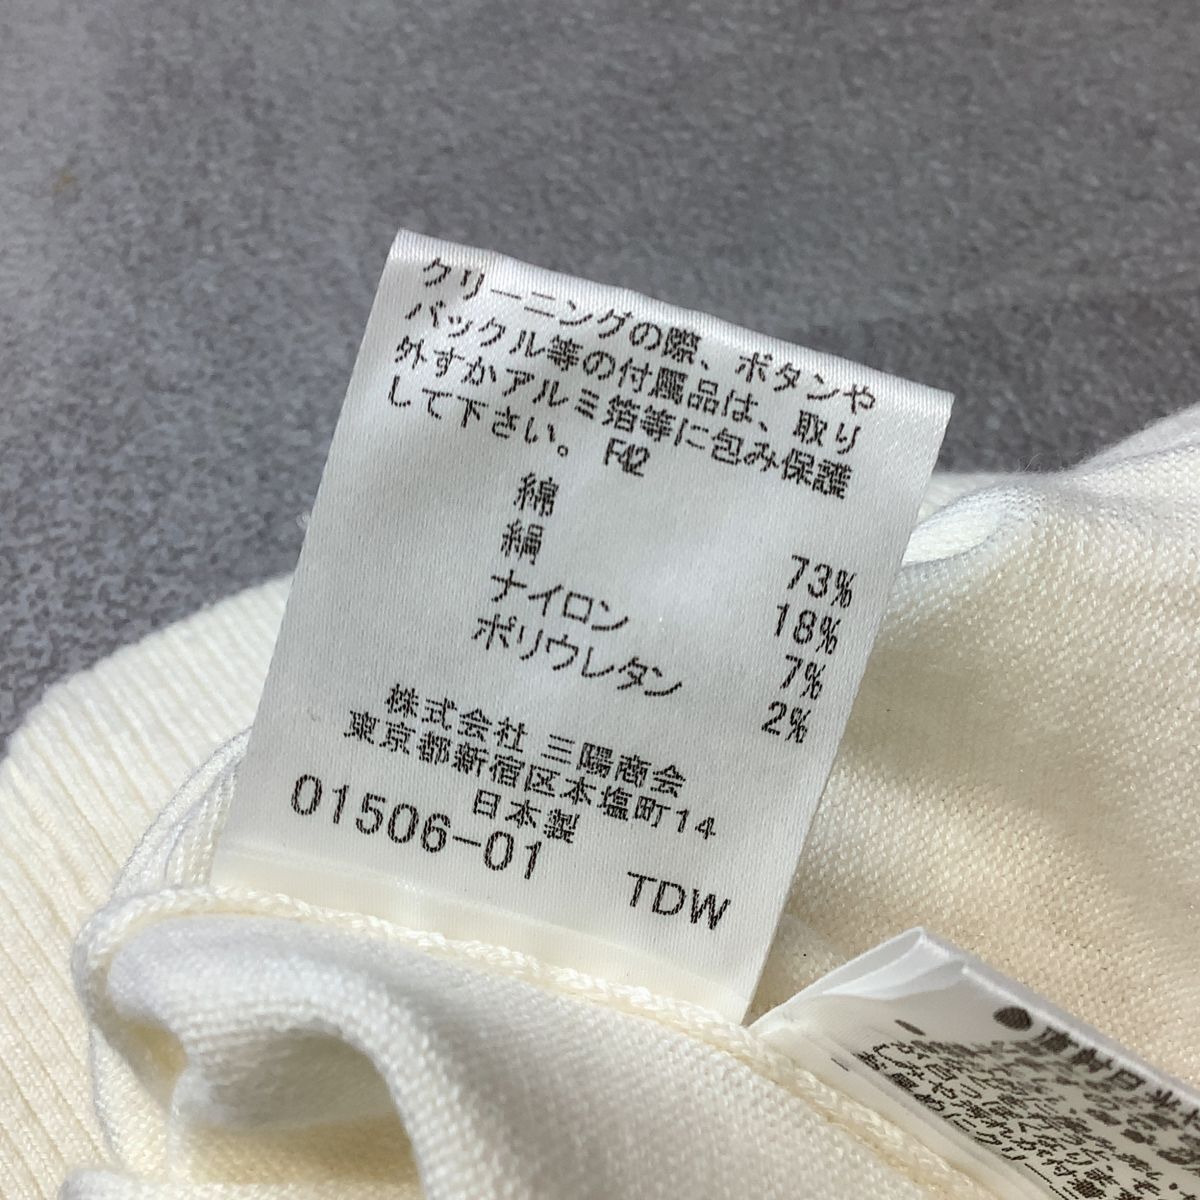 クリーニングの際、ボタンや
バックル等の付属品は、取り
外すかアルミ箔等に包み保護
して下さい。 F42
綿 73%
絹 18%
ナイロン 7%
ポリウレタン 2%
株式会社 三陽商会
東京都新宿区本塩町14
日本製
01506-01 TDW